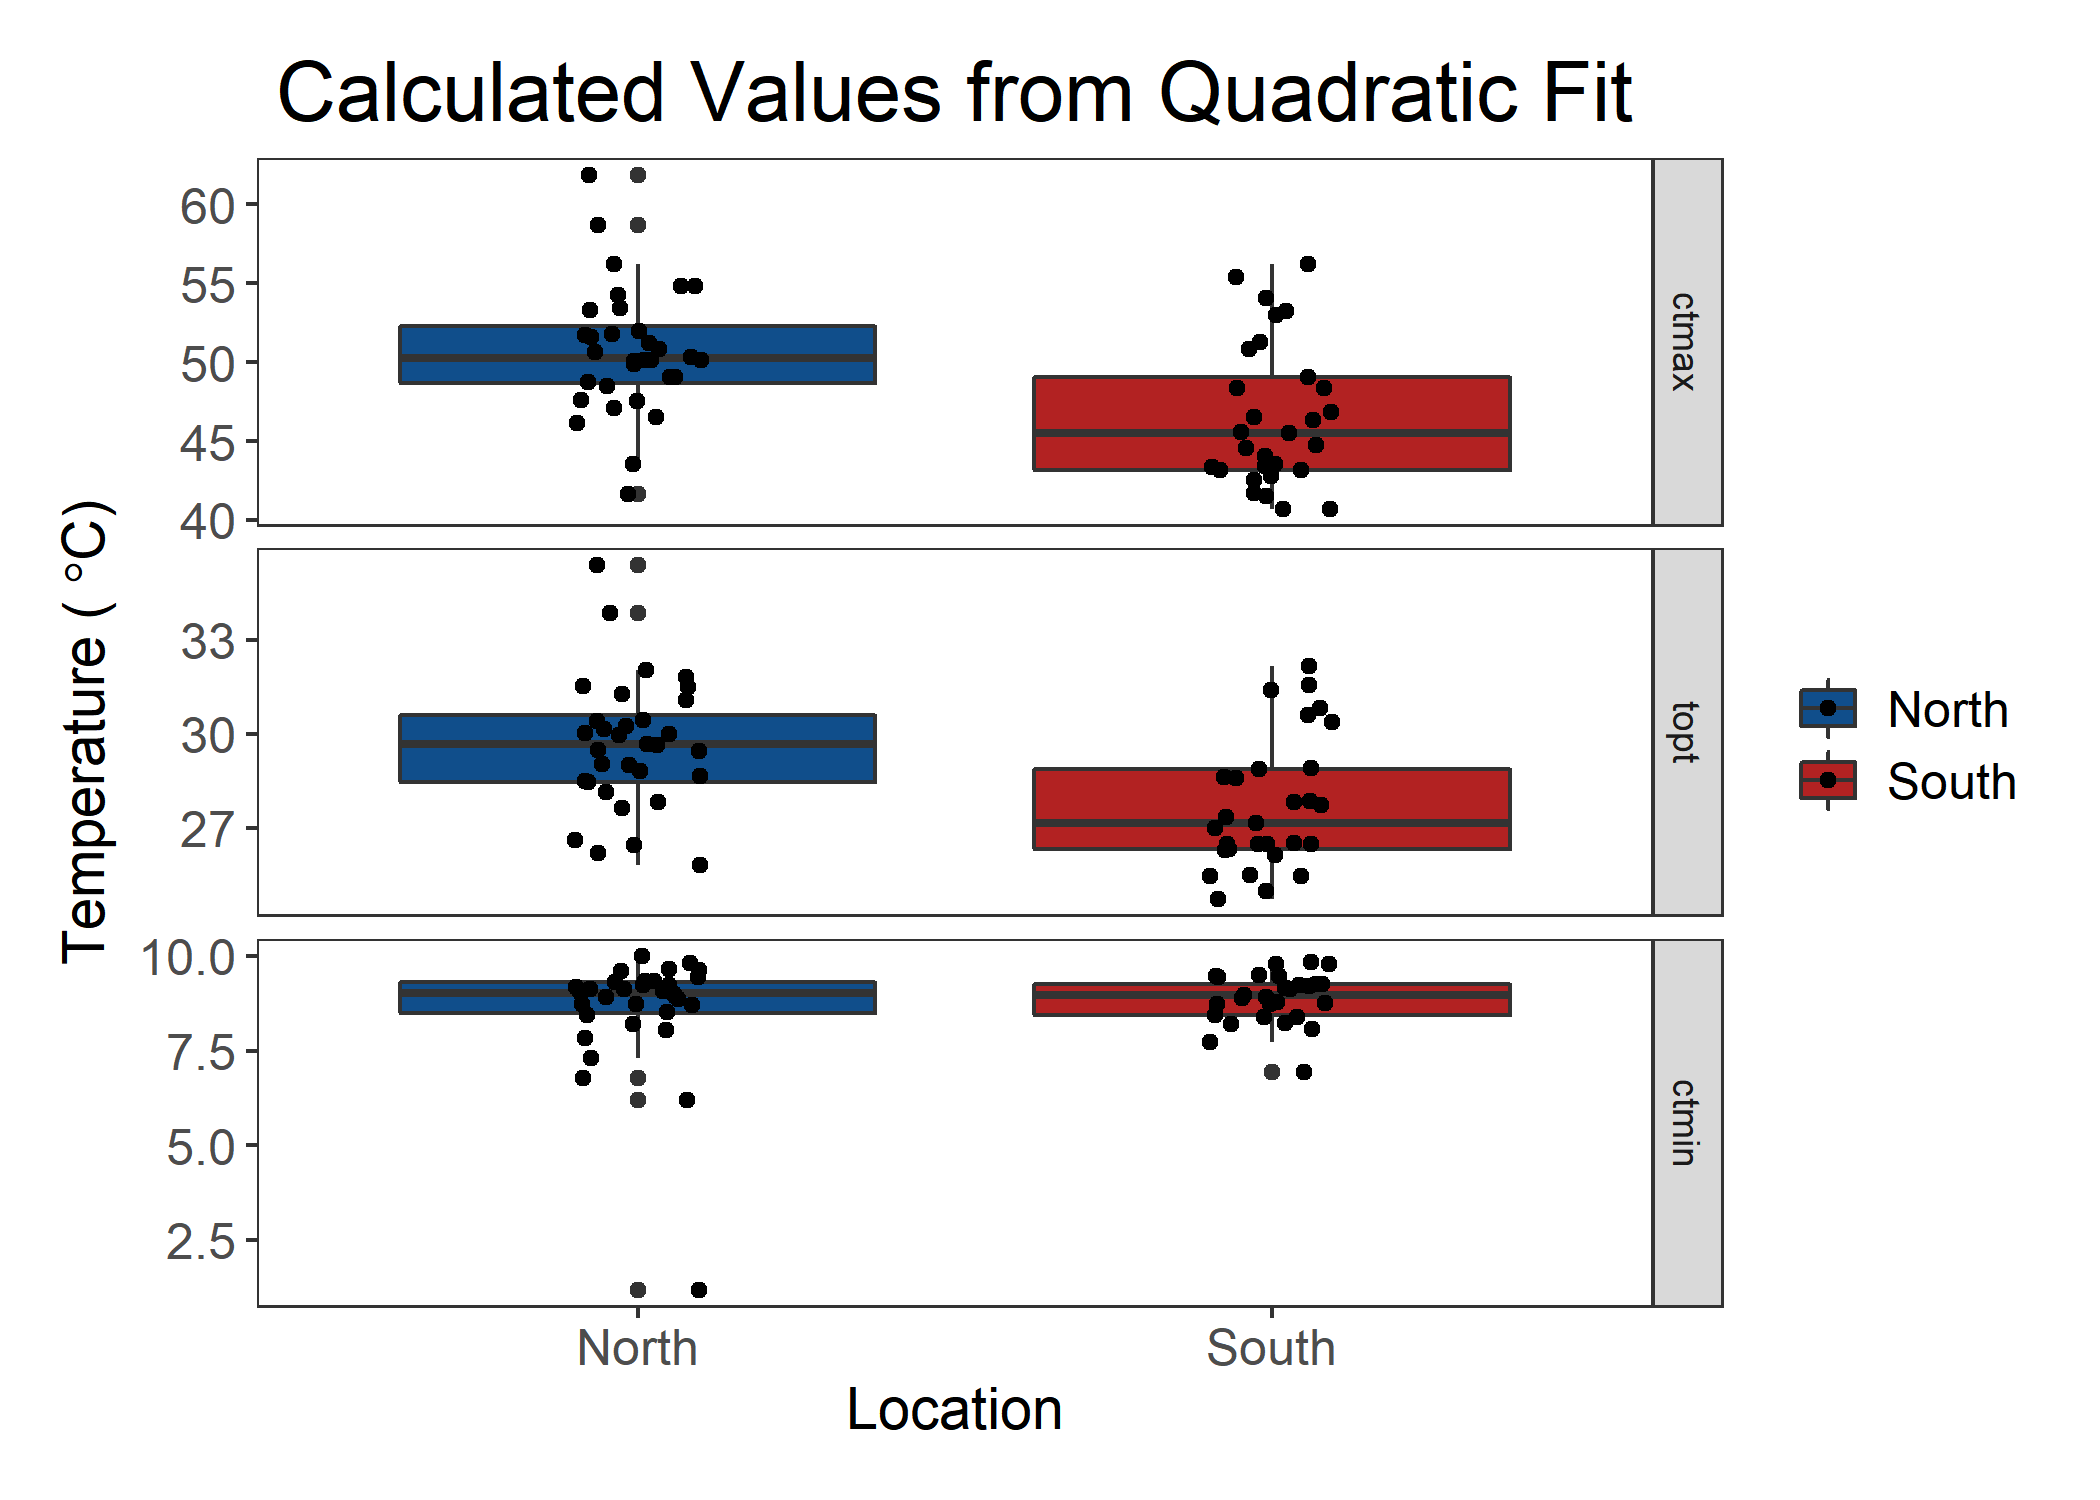 Calculated Values from Quadratic Fit
60
55
50
45
40
ctmax
33
30
27
topt
10.0
7.5
5.0
2.5
ctmin
Temperature ( °C)
North
South
Location
North
South